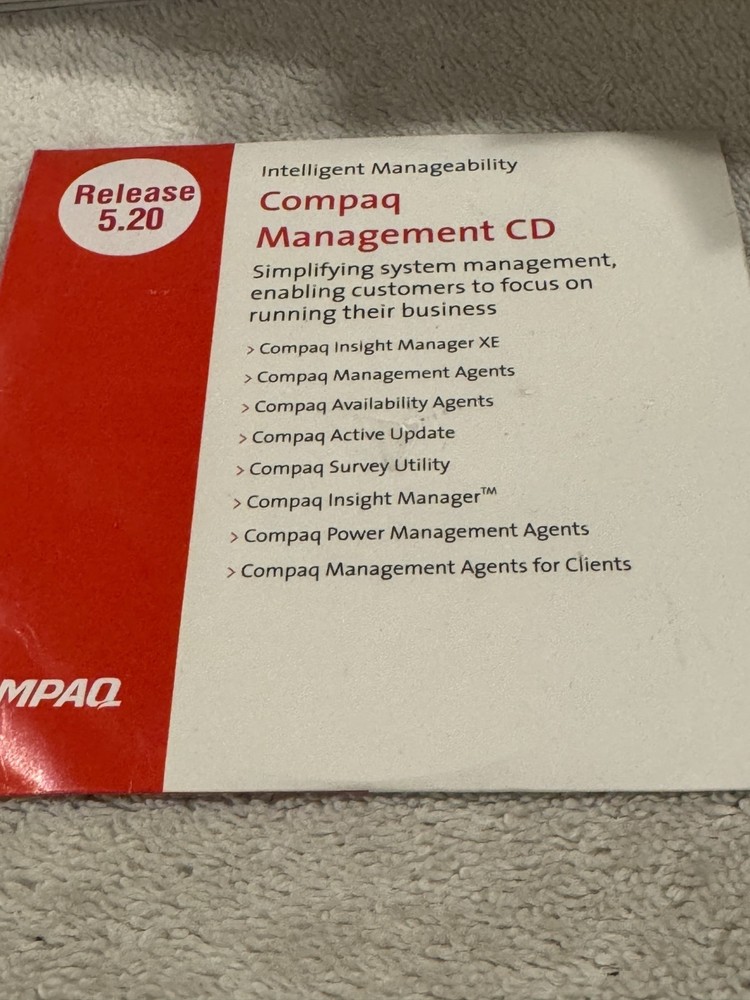 Release
5.20
Intelligent Manageability
Compaq
Management CD
Simplifying system management,
enabling customers to focus on
running their business
> Compaq Insight Manager XE
> Compaq Management Agents
> Compaq Availability Agents
> Compaq Active Update
> Compaq Survey Utility
> Compaq Insight Manager™
> Compaq Power Management Agents
> Compaq Management Agents for Clients
MPAQ